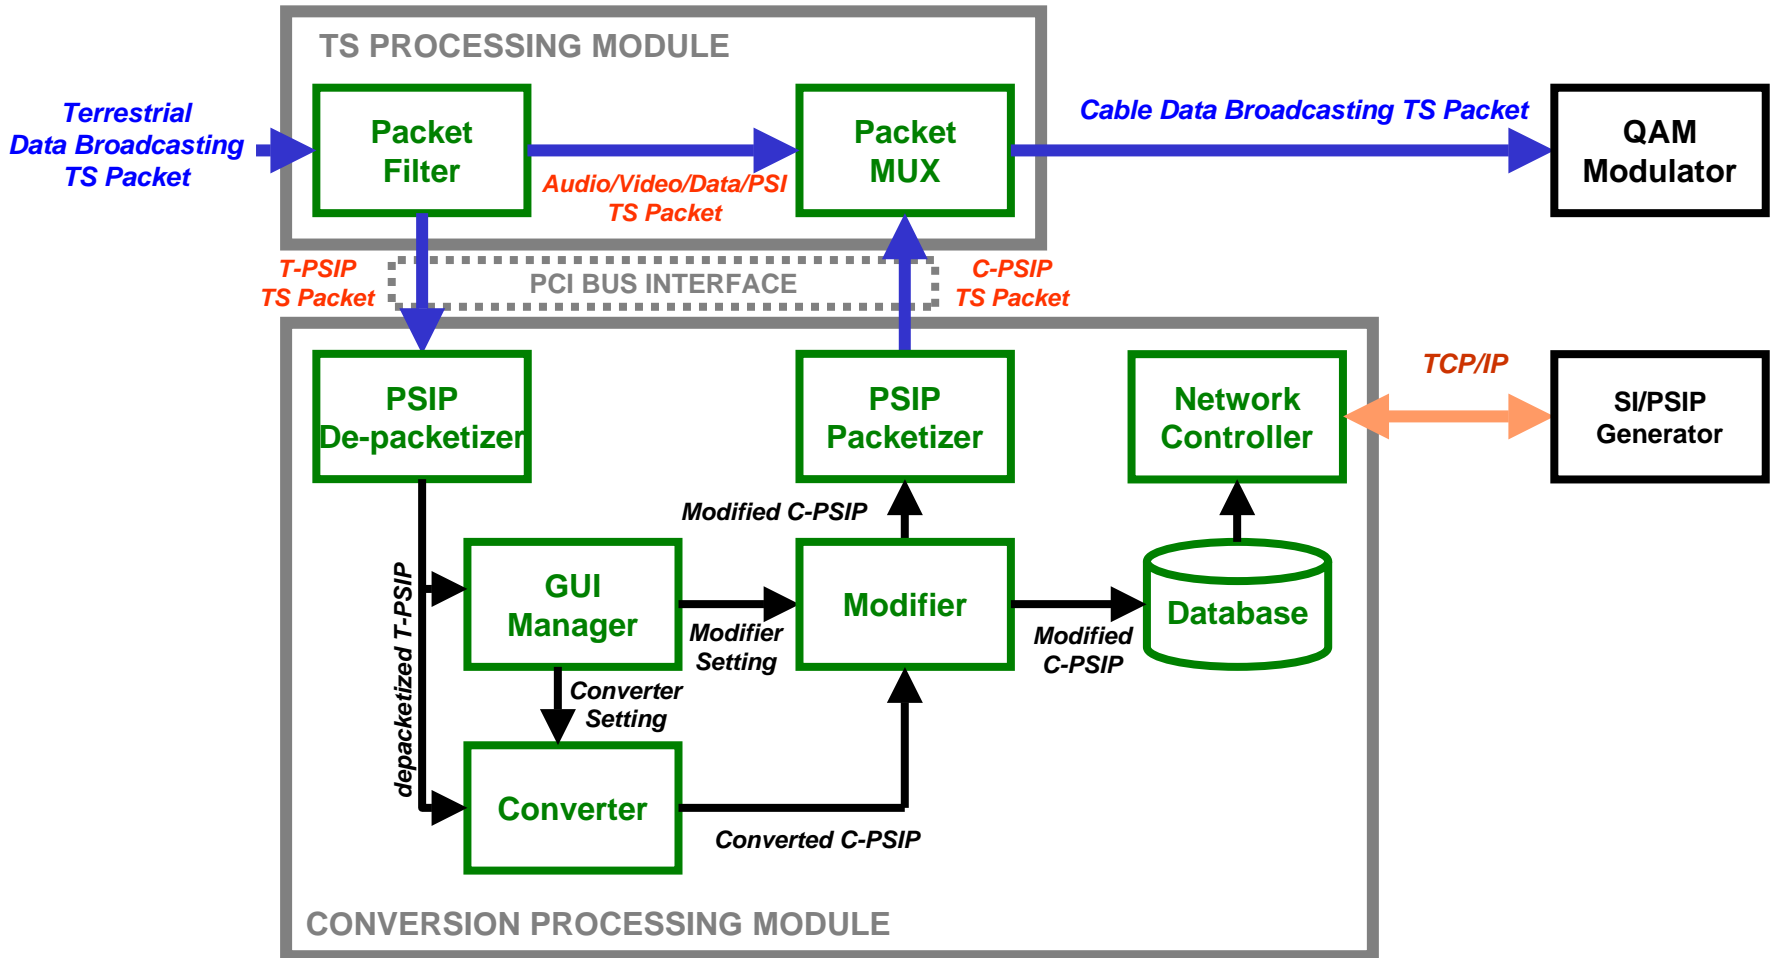 TS PROCESSING MODULE
Terrestrial
Data Broadcasting
TS Packet
Packet
Filter
Audio/Video/Data/PSI
TS Packet
Packet
MUX
Cable Data Broadcasting TS Packet
QAM
Modulator
T-PSIP
TS Packet
PCI BUS INTERFACE
C-PSIP
TS Packet
PSIP
De-packetizer
PSIP
Packetizer
Network
Controller
TCP/IP
SI/PSIP
Generator
Modified C-PSIP
depacketized T-PSIP
GUI
Manager
Modifier
Setting
Modifier
Modified
C-PSIP
Database
Converter
Setting
Converter
Converted C-PSIP
CONVERSION PROCESSING MODULE